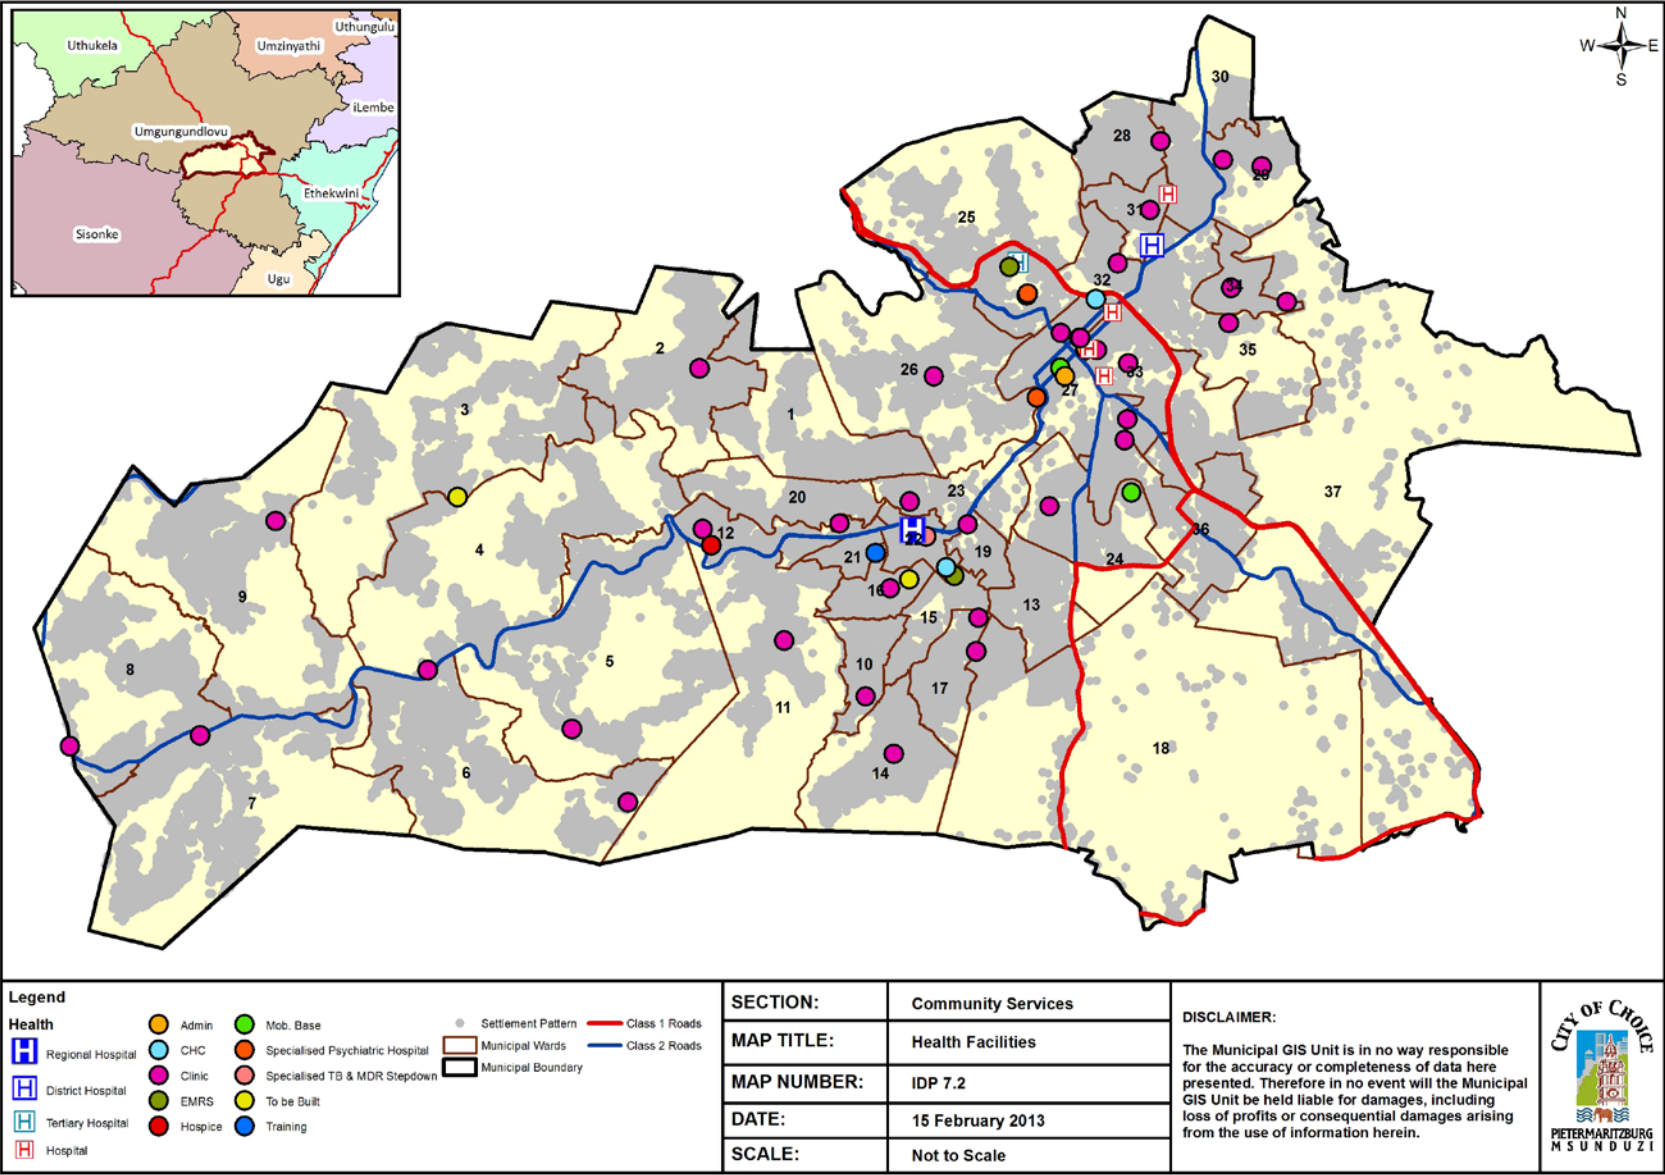 Uthungulu
Uthukela
Umzinyathi
iLembe
Umgungundlovu
Ethekwini
Sisonke
Ugu
N
W E
S
30
28
29
31
25
32
34
35
2
26
33
27
3
1
37
20
23
36
12
4
22
21
19
24
9
16
13
15
8
5
10
17
11
18
14
6
7
Legend
Health
Regional Hospital
District Hospital
Tertiary Hospital
Hospital
Admin
CHC
Clinic
EMRS
Hospice
Mob. Base
Specialised Psychiatric Hospital
Specialised TB & MDR Stepdown
To be Built
Training
Settlement Pattern
Municipal Wards
Municipal Boundary
Class 1 Roads
Class 2 Roads
SECTION: Community Services
MAP TITLE: Health Facilities
MAP NUMBER: IDP 7.2
DATE: 15 February 2013
SCALE: Not to Scale
DISCLAIMER:
The Municipal GIS Unit is in no way responsible
for the accuracy or completeness of data here
presented. Therefore in no event will the Municipal
GIS Unit be held liable for damages, including
loss of profits or consequential damages arising
from the use of information herein.
CITY OF CHOICE
PIETERMARITZBURG
MSUNDUZI